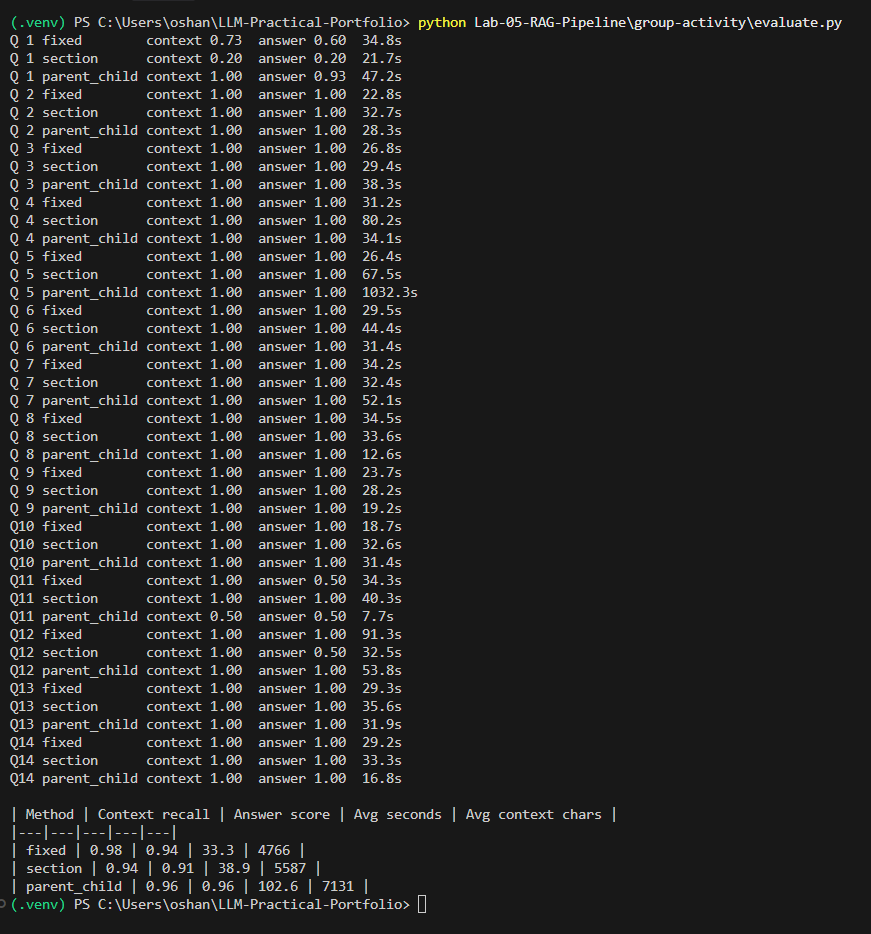 (.venv) PS C:\Users\oshan\LLM-Practical-Portfolio> python Lab-05-RAG-Pipeline\group-activity\evaluate.py
Q 1 fixed        context 0.73  answer 0.60  34.8s
Q 1 section      context 0.20  answer 0.20  21.7s
Q 1 parent_child context 1.00  answer 0.93  47.2s
Q 2 fixed        context 1.00  answer 1.00  22.8s
Q 2 section      context 1.00  answer 1.00  32.7s
Q 2 parent_child context 1.00  answer 1.00  28.3s
Q 3 fixed        context 1.00  answer 1.00  26.8s
Q 3 section      context 1.00  answer 1.00  29.4s
Q 3 parent_child context 1.00  answer 1.00  38.3s
Q 4 fixed        context 1.00  answer 1.00  31.2s
Q 4 section      context 1.00  answer 1.00  80.2s
Q 4 parent_child context 1.00  answer 1.00  34.1s
Q 5 fixed        context 1.00  answer 1.00  26.4s
Q 5 section      context 1.00  answer 1.00  67.5s
Q 5 parent_child context 1.00  answer 1.00  1032.3s
Q 6 fixed        context 1.00  answer 1.00  29.5s
Q 6 section      context 1.00  answer 1.00  44.4s
Q 6 parent_child context 1.00  answer 1.00  31.4s
Q 7 fixed        context 1.00  answer 1.00  34.2s
Q 7 section      context 1.00  answer 1.00  32.4s
Q 7 parent_child context 1.00  answer 1.00  52.1s
Q 8 fixed        context 1.00  answer 1.00  34.5s
Q 8 section      context 1.00  answer 1.00  33.6s
Q 8 parent_child context 1.00  answer 1.00  12.6s
Q 9 fixed        context 1.00  answer 1.00  23.7s
Q 9 section      context 1.00  answer 1.00  28.2s
Q 9 parent_child context 1.00  answer 1.00  19.2s
Q10 fixed        context 1.00  answer 1.00  18.7s
Q10 section      context 1.00  answer 1.00  32.6s
Q10 parent_child context 1.00  answer 1.00  31.4s
Q11 fixed        context 1.00  answer 0.50  34.3s
Q11 section      context 1.00  answer 1.00  40.3s
Q11 parent_child context 0.50  answer 0.50  7.7s
Q12 fixed        context 1.00  answer 1.00  91.3s
Q12 section      context 1.00  answer 0.50  32.5s
Q12 parent_child context 1.00  answer 1.00  53.8s
Q13 fixed        context 1.00  answer 1.00  29.3s
Q13 section      context 1.00  answer 1.00  35.6s
Q13 parent_child context 1.00  answer 1.00  31.9s
Q14 fixed        context 1.00  answer 1.00  29.2s
Q14 section      context 1.00  answer 1.00  33.3s
Q14 parent_child context 1.00  answer 1.00  16.8s
| Method | Context recall | Answer score | Avg seconds | Avg context chars |
|---|---|---|---|---|
| fixed | 0.98 | 0.94 | 33.3 | 4766 |
| section | 0.94 | 0.91 | 38.9 | 5587 |
| parent_child | 0.96 | 0.96 | 102.6 | 7131 |
(.venv) PS C:\Users\oshan\LLM-Practical-Portfolio>